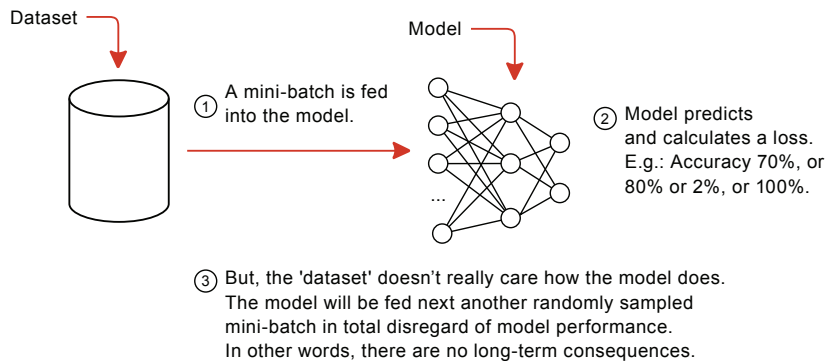 Dataset
Model
1 A mini-batch is fed
into the model.
2 Model predicts
and calculates a loss.
E.g.: Accuracy 70%, or
80% or 2%, or 100%.
...
3 But, the 'dataset' doesn’t really care how the model does.
The model will be fed next another randomly sampled
mini-batch in total disregard of model performance.
In other words, there are no long-term consequences.